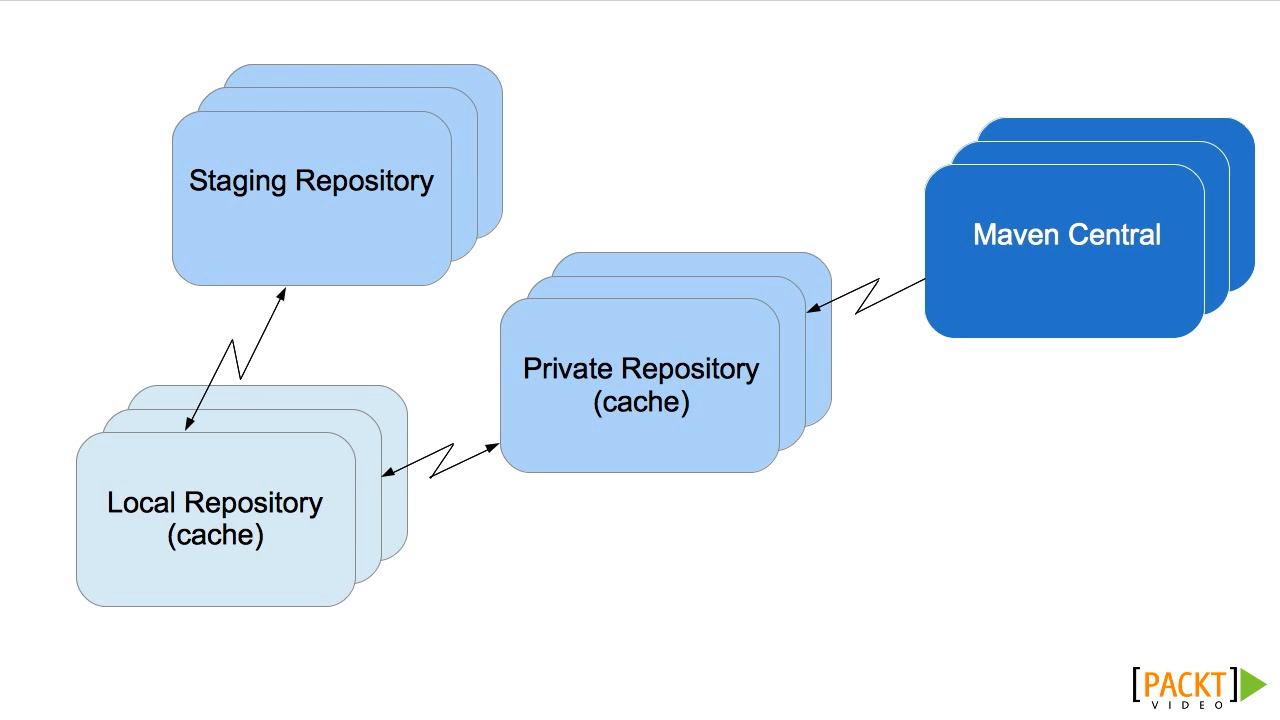 Staging Repository
Maven Central
Private Repository
(cache)
Local Repository
(cache)
[PACKT]
VIDEO